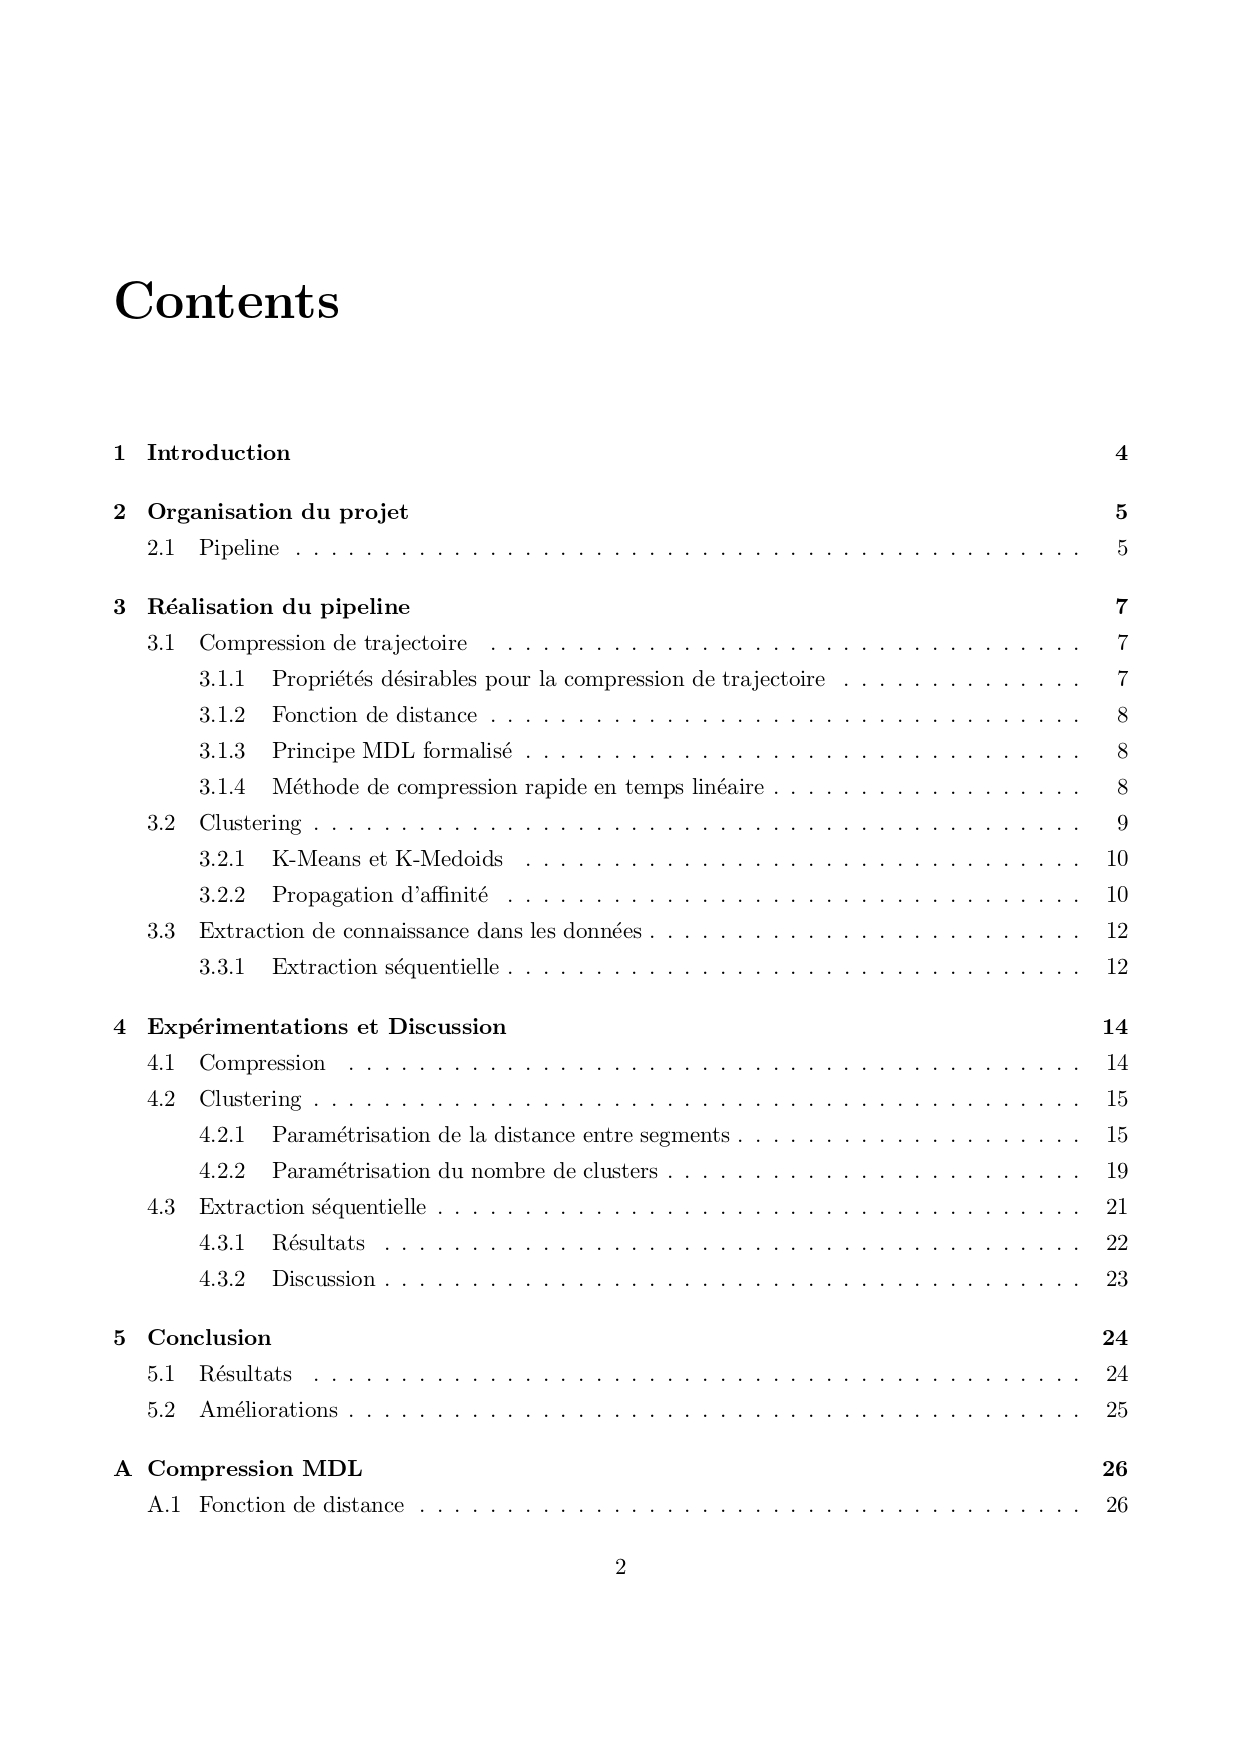 Contents
1 Introduction 4
2 Organisation du projet 5
2.1 Pipeline . . . . . . . . . . . . . . . . . . . . . . . . . . . . . . . . . . . . . . . . . . . . . 5
3 Réalisation du pipeline 7
3.1 Compression de trajectoire . . . . . . . . . . . . . . . . . . . . . . . . . . . . . . . . . . 7
3.1.1 Propriétés désirables pour la compression de trajectoire . . . . . . . . . . . . . . 7
3.1.2 Fonction de distance . . . . . . . . . . . . . . . . . . . . . . . . . . . . . . . . . . 8
3.1.3 Principe MDL formalisé . . . . . . . . . . . . . . . . . . . . . . . . . . . . . . . . 8
3.1.4 Méthode de compression rapide en temps linéaire . . . . . . . . . . . . . . . . . . 8
3.2 Clustering . . . . . . . . . . . . . . . . . . . . . . . . . . . . . . . . . . . . . . . . . . . . 9
3.2.1 K-Means et K-Medoids . . . . . . . . . . . . . . . . . . . . . . . . . . . . . . . . 10
3.2.2 Propagation d'affinité . . . . . . . . . . . . . . . . . . . . . . . . . . . . . . . . . 10
3.3 Extraction de connaissance dans les données . . . . . . . . . . . . . . . . . . . . . . . . . 12
3.3.1 Extraction séquentielle . . . . . . . . . . . . . . . . . . . . . . . . . . . . . . . . . 12
4 Expérimentations et Discussion 14
4.1 Compression . . . . . . . . . . . . . . . . . . . . . . . . . . . . . . . . . . . . . . . . . . 14
4.2 Clustering . . . . . . . . . . . . . . . . . . . . . . . . . . . . . . . . . . . . . . . . . . . . 15
4.2.1 Paramétrisation de la distance entre segments . . . . . . . . . . . . . . . . . . . . 15
4.2.2 Paramétrisation du nombre de clusters . . . . . . . . . . . . . . . . . . . . . . . . 19
4.3 Extraction séquentielle . . . . . . . . . . . . . . . . . . . . . . . . . . . . . . . . . . . . . 21
4.3.1 Résultats . . . . . . . . . . . . . . . . . . . . . . . . . . . . . . . . . . . . . . . . 22
4.3.2 Discussion . . . . . . . . . . . . . . . . . . . . . . . . . . . . . . . . . . . . . . . . 23
5 Conclusion 24
5.1 Résultats . . . . . . . . . . . . . . . . . . . . . . . . . . . . . . . . . . . . . . . . . . . . 24
5.2 Améliorations . . . . . . . . . . . . . . . . . . . . . . . . . . . . . . . . . . . . . . . . . . 25
A Compression MDL 26
A.1 Fonction de distance . . . . . . . . . . . . . . . . . . . . . . . . . . . . . . . . . . . . . . 26
2